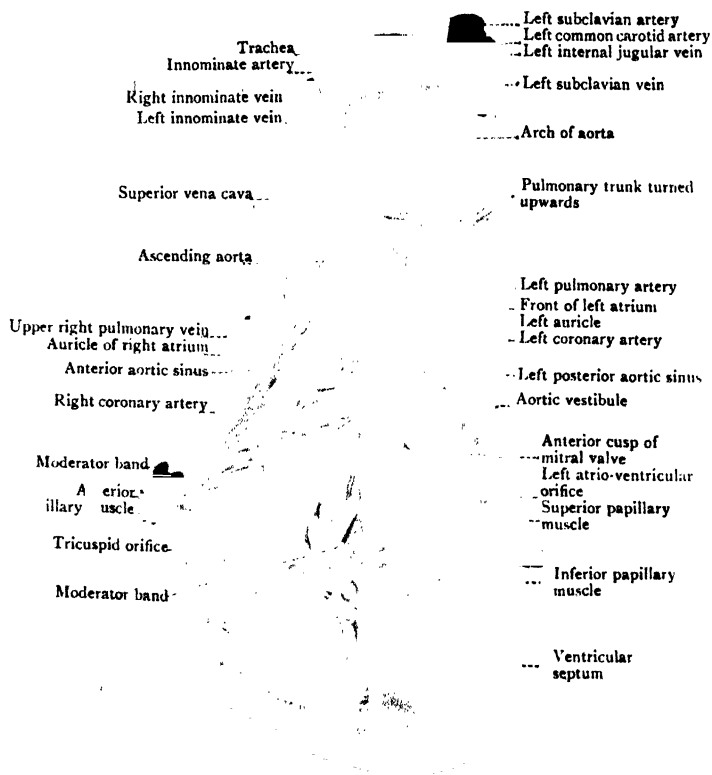 Left subclavian artery
Left common carotid artery
Left internal jugular vein
Left subclavian vein
Arch of aorta
Pulmonary trunk turned
upwards
Left pulmonary artery
Front of left atrium
Left auricle
Left coronary artery
Left posterior aortic sinus
Aortic vestibule
Anterior cusp of
mitral valve
Left atrio-ventricular
orifice
Superior papillary
muscle
Inferior papillary
muscle
Ventricular
septum
Trachea
Innominate artery
Right innominate vein
Left innominate vein
Superior vena cava
Ascending aorta
Upper right pulmonary vein
Auricle of right atrium
Anterior aortic sinus
Right coronary artery
Moderator band
Tricuspid orifice
Moderator band